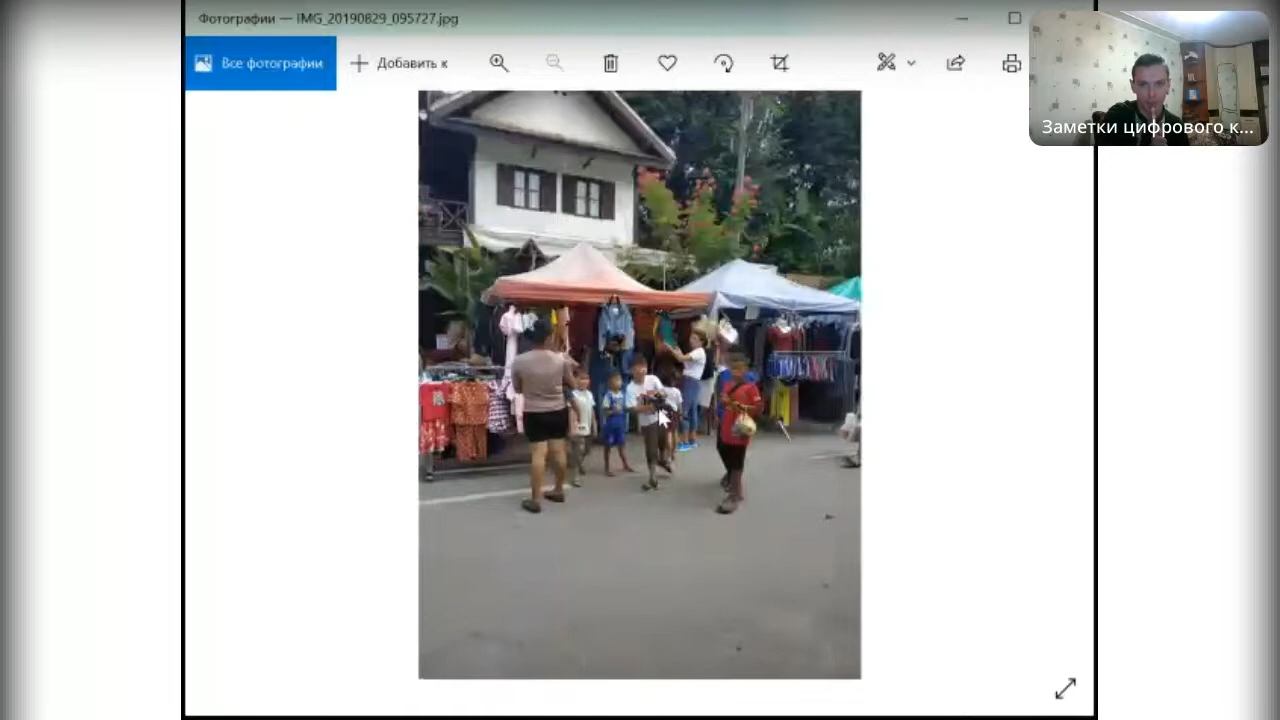 Фотографии — IMG_20190829_095727.jpg
Все фотографии
Добавить к
Заметки цифрового к...